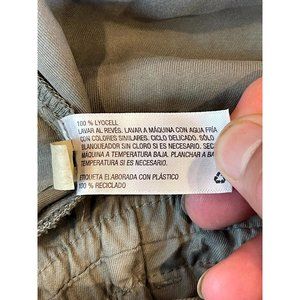 100 % LYOCELL
LAVAR AL REVÉS. LAVAR A MÁQUINA CON AGUA FRÍA
CON COLORES SIMILARES. CICLO DELICADO. SÓLO
BLANQUEADOR SIN CLORO SI ES NECESARIO. SECAR
MÁQUINA A TEMPERATURA BAJA. PLANCHAR A BA
TEMPERATURA SI ES NECESARIO.
ETIQUETA ELABORADA CON PLÁSTICO
100 % RECICLADO